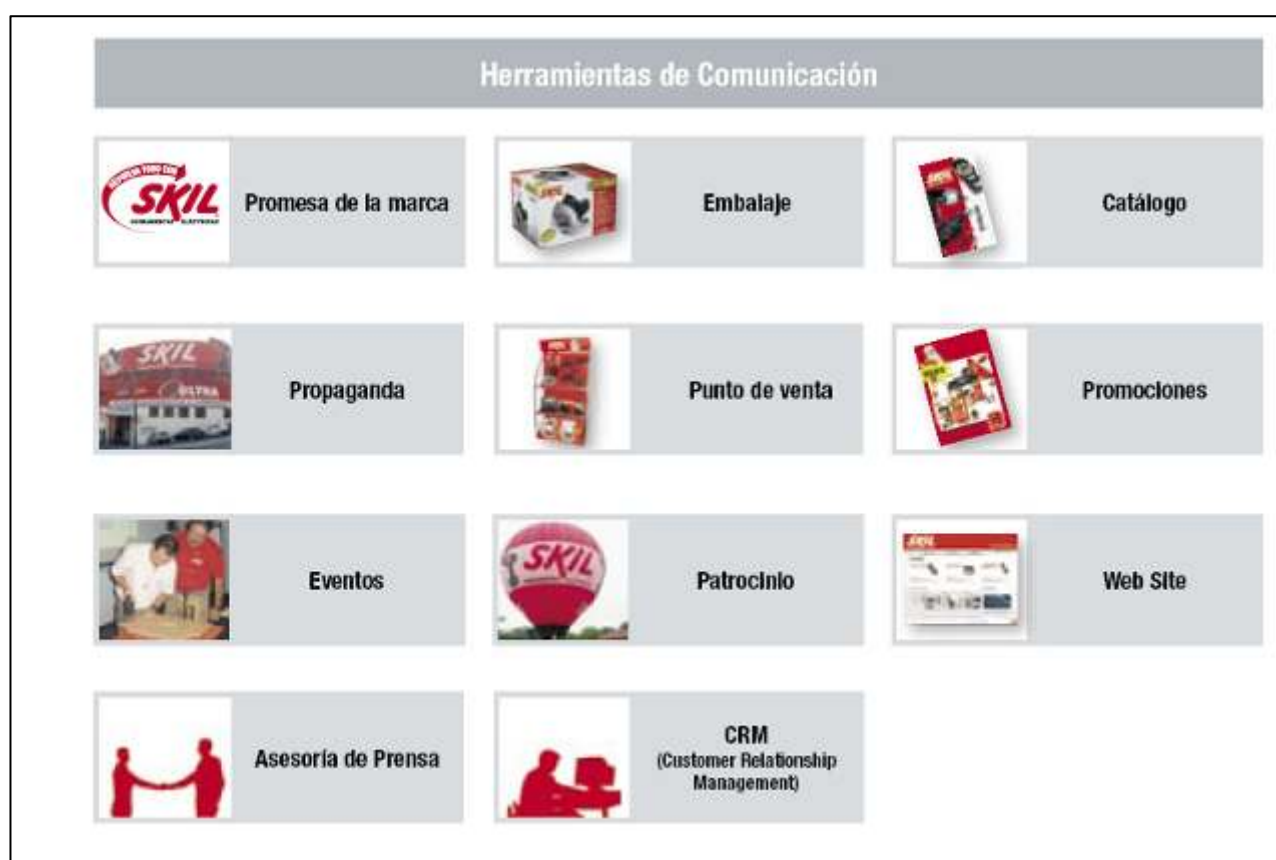 Herramientas de Comunicación
SKIL
Promesa de la marca
Embalaje
Catálogo
SKIL
Propaganda
Punto de venta
Promociones
Eventos
SKIL
Patrocinio
Web Site
Asesoría de Prensa
CRM
(Customer Relationship
Management)